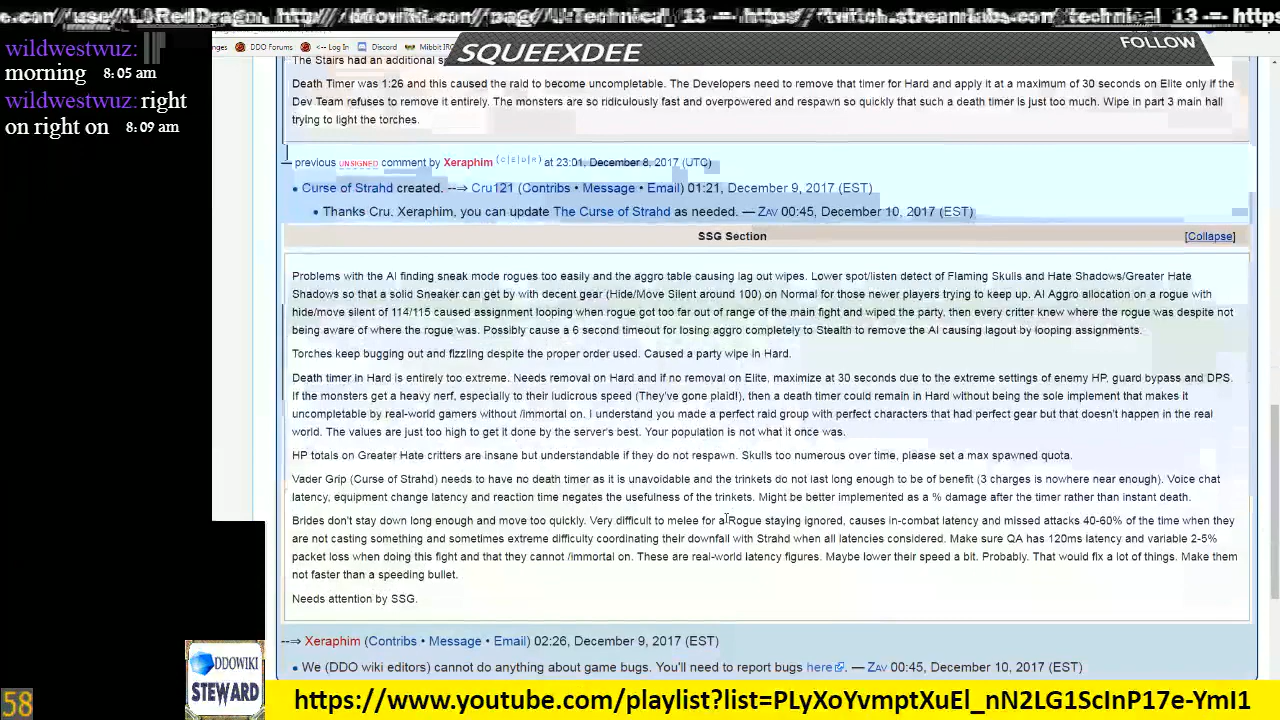 .con//use//URedDrago, http://ddowiki.con//page//U-Technical_13 -=- https://twitch.streamlabs.con/technical_13 -=- https
wildwestwuz:
morning 8:05 am
wildwestwuz: right
on right on 8:09 am
DDO Forums <-- Log In Discord Mibbit IRC
SQUEEXDEE
FOLLOW
The Stairs had an additional
Death Timer was 1:26 and this caused the raid to become uncompletable. The Developers need to remove that timer for Hard and apply it at a maximum of 30 seconds on Elite only if the
Dev Team refuses to remove it entirely. The monsters are so ridiculously fast and overpowered and respawn so quickly that such a death timer is just too much. Wipe in part 3 main hall
trying to light the torches.
previous UNSIGNED comment by Xeraphim at 23:01, December 8, 2017 (UTC)
• Curse of Strahd created. --⇒ Cru121 (Contribs • Message • Email) 01:21, December 9, 2017 (EST)
• Thanks Cru. Xeraphim, you can update The Curse of Strahd as needed. — ZAV 00:45, December 10, 2017 (EST)
SSG Section [Collapse]
Problems with the AI finding sneak mode rogues too easily and the aggro table causing lag out wipes. Lower spot/listen detect of Flaming Skulls and Hate Shadows/Greater Hate
Shadows so that a solid Sneaker can get by with decent gear (Hide/Move Silent around 100) on Normal for those newer players trying to keep up. AI Aggro allocation on a rogue with
hide/move silent of 114/115 caused assignment looping when rogue got too far out of range of the main fight and wiped the party, then every critter knew where the rogue was despite not
being aware of where the rogue was. Possibly cause a 6 second timeout for losing aggro completely to Stealth to remove the AI causing lagout by looping assignments.
Torches keep bugging out and fizzling despite the proper order used. Caused a party wipe in Hard.
Death timer in Hard is entirely too extreme. Needs removal on Hard and if no removal on Elite, maximize at 30 seconds due to the extreme settings of enemy HP, guard bypass and DPS.
If the monsters get a heavy nerf, especially to their ludicrous speed (They've gone plaid!), then a death timer could remain in Hard without being the sole implement that makes it
uncompletable by real-world gamers without /immortal on. I understand you made a perfect raid group with perfect characters that had perfect gear but that doesn't happen in the real
world. The values are just too high to get it done by the server's best. Your population is not what it once was.
HP totals on Greater Hate critters are insane but understandable if they do not respawn. Skulls too numerous over time, please set a max spawned quota.
Vader Grip (Curse of Strahd) needs to have no death timer as it is unavoidable and the trinkets do not last long enough to be of benefit (3 charges is nowhere near enough). Voice chat
latency, equipment change latency and reaction time negates the usefulness of the trinkets. Might be better implemented as a % damage after the timer rather than instant death.
Brides don't stay down long enough and move too quickly. Very difficult to melee for a Rogue staying ignored, causes in-combat latency and missed attacks 40-60% of the time when they
are not casting something and sometimes extreme difficulty coordinating their downfall with Strahd when all latencies considered. Make sure QA has 120ms latency and variable 2-5%
packet loss when doing this fight and that they cannot /immortal on. These are real-world latency figures. Maybe lower their speed a bit. Probably. That would fix a lot of things. Make them
not faster than a speeding bullet.
Needs attention by SSG.
--⇒ Xeraphim (Contribs • Message • Email) 02:26, December 9, 2017 (EST)
• We (DDO wiki editors) cannot do anything about game bugs. You'll need to report bugs here. — ZAV 00:45, December 10, 2017 (EST)
DDOWIKI
STEWARD
58
https://www.youtube.com/playlist?list=PLyXoYvmptXuEl_nN2LG1ScInP17e-YmI1